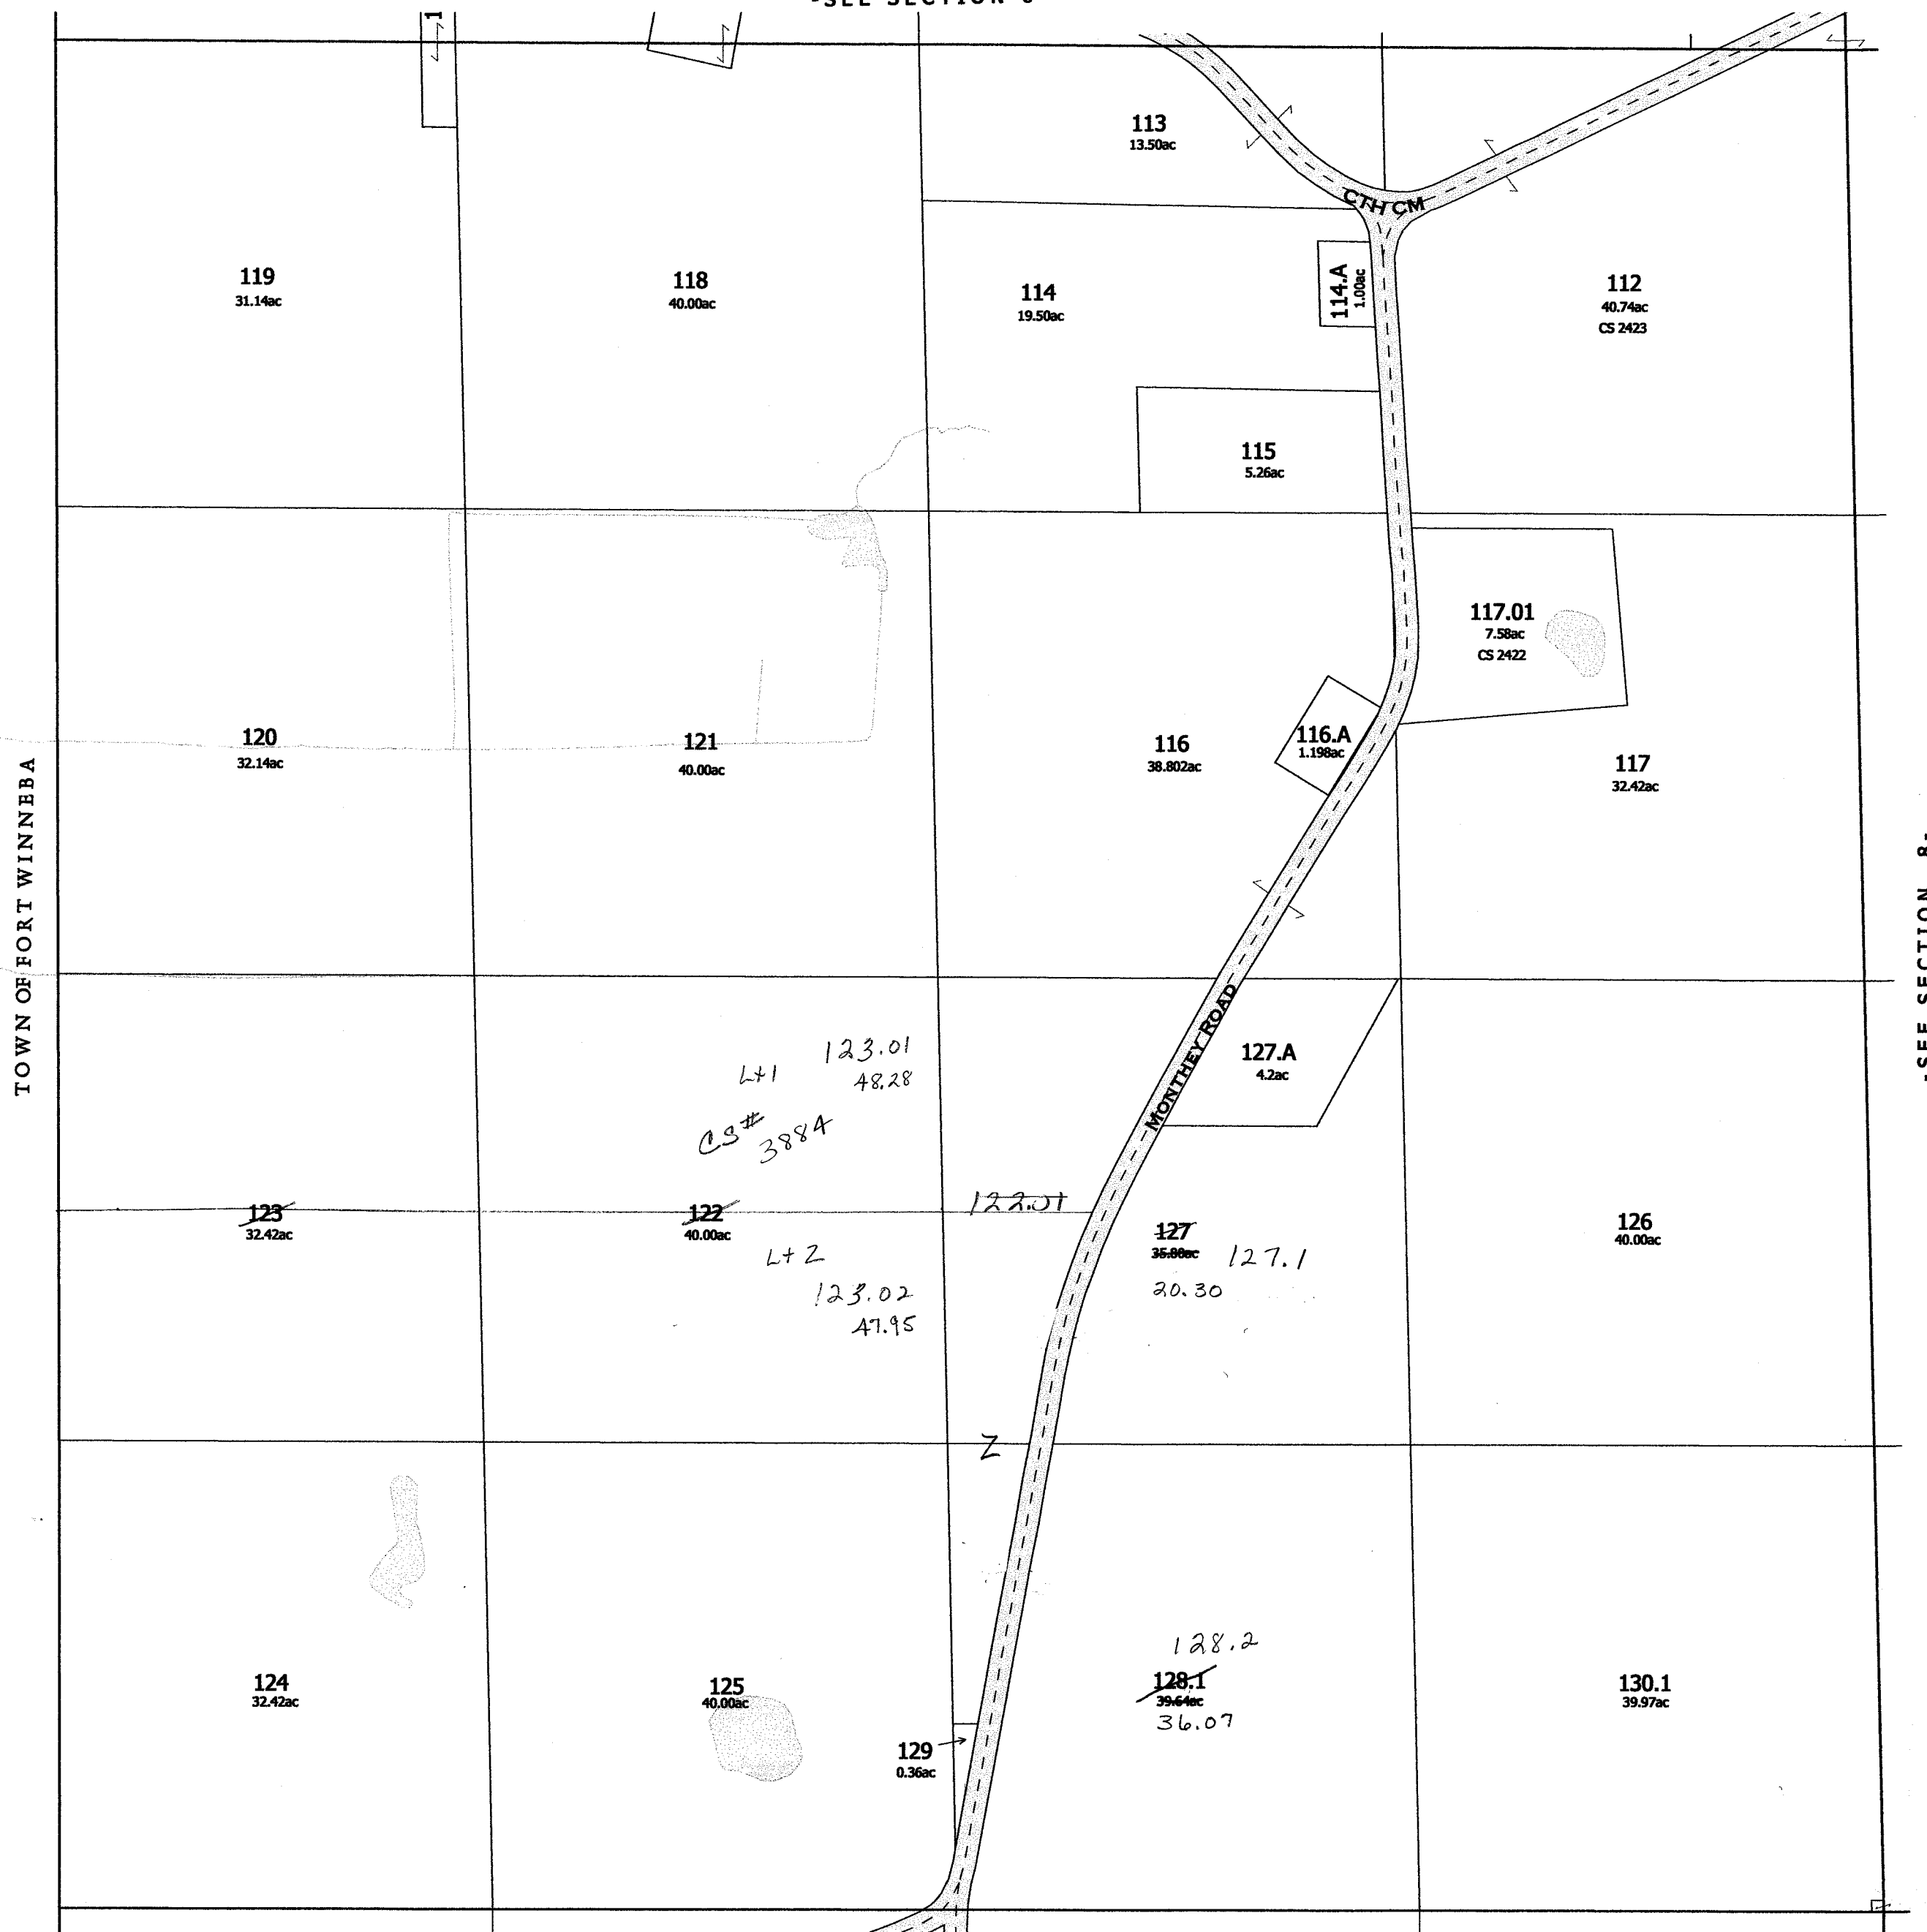 1
113
13.50ac
CTH CM
119
31.14ac
118
40.00ac
114
19.50ac
114.A
1.00ac
112
40.74ac
CS 2423
115
5.26ac
117.01
7.58ac
CS 2422
120
32.14ac
121
40.00ac
116
38.802ac
116.A
1.198ac
117
32.42ac
TOWN OF FORT WINNEBA
-SEE SECTION 8-
MONTHEY ROAD
127.A
4.2ac
Lt 1
123.01
48.28
CS# 3884
123
32.42ac
122
40.00ac
122.01
127
35.80ac
127.1
20.30
126
40.00ac
Lt 2
123.02
47.95
Z
124
32.42ac
125
40.00ac
128.2
128.1
39.64ac
36.07
130.1
39.97ac
129
0.36ac